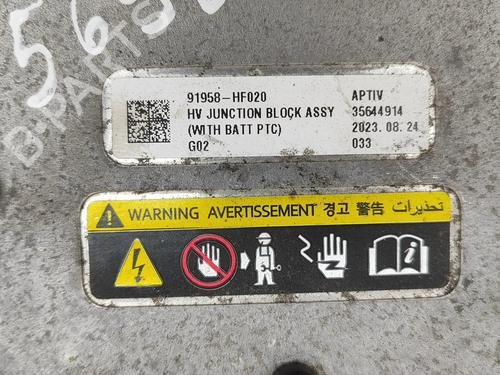 91958-HF020 APTIV
HV JUNCTION BLOCK ASSY 35644914
(WITH BATT PTC) 2023.08.24
G02 033
WARNING AVERTISSEMENT 경고 警告 تحذيرات
B-PARTS